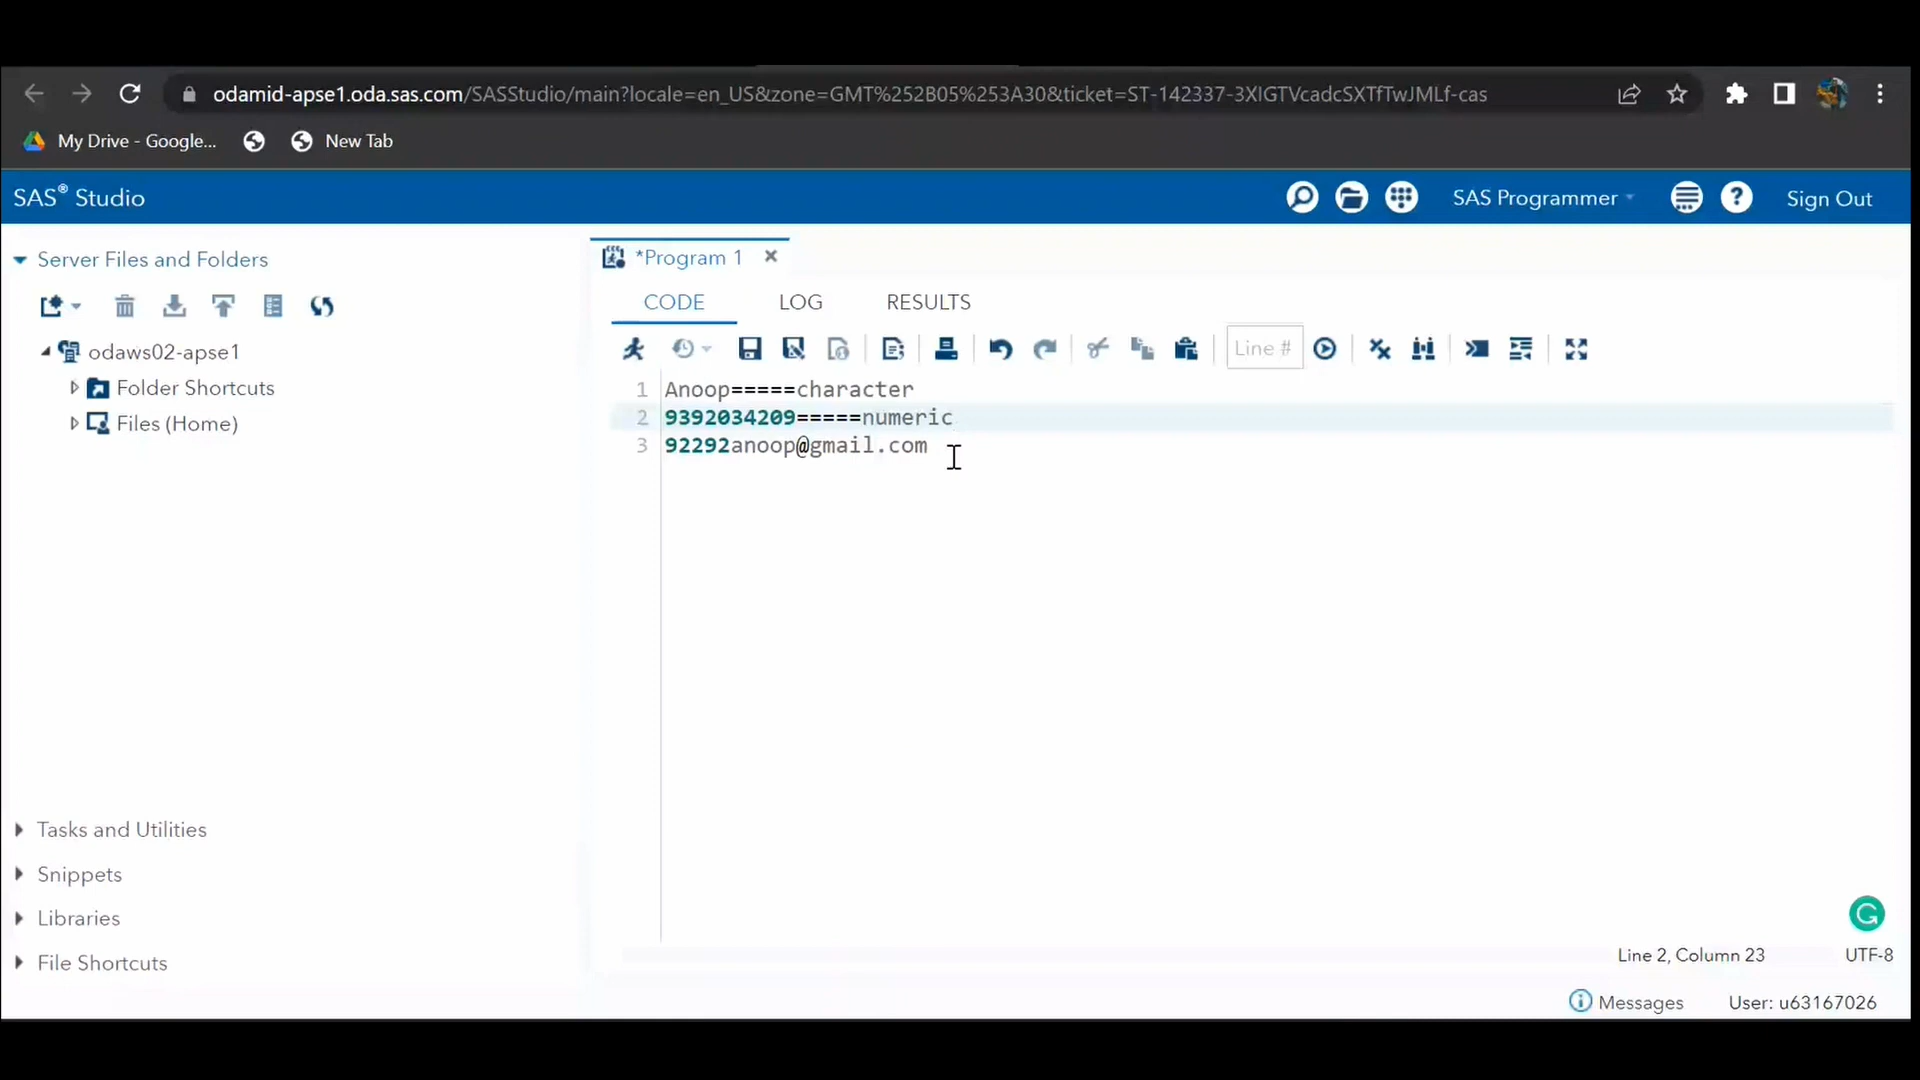 odamid-apse1.oda.sas.com/SASStudio/main?locale=en_US&zone=GMT%252B05%253A30&ticket=ST-142337-3XIGTVcadcSXTfTwJMLf-cas
My Drive - Google...
New Tab
SAS® Studio
SAS Programmer
Sign Out
Server Files and Folders
*Program 1
CODE
LOG
RESULTS
Line #
odaws02-apse1
Folder Shortcuts
Files (Home)
1 Anoop=====character
2 9392034209=====numeric
3 92292anoop@gmail.com
Tasks and Utilities
Snippets
Libraries
File Shortcuts
Line 2, Column 23
UTF-8
Messages
User: u63167026